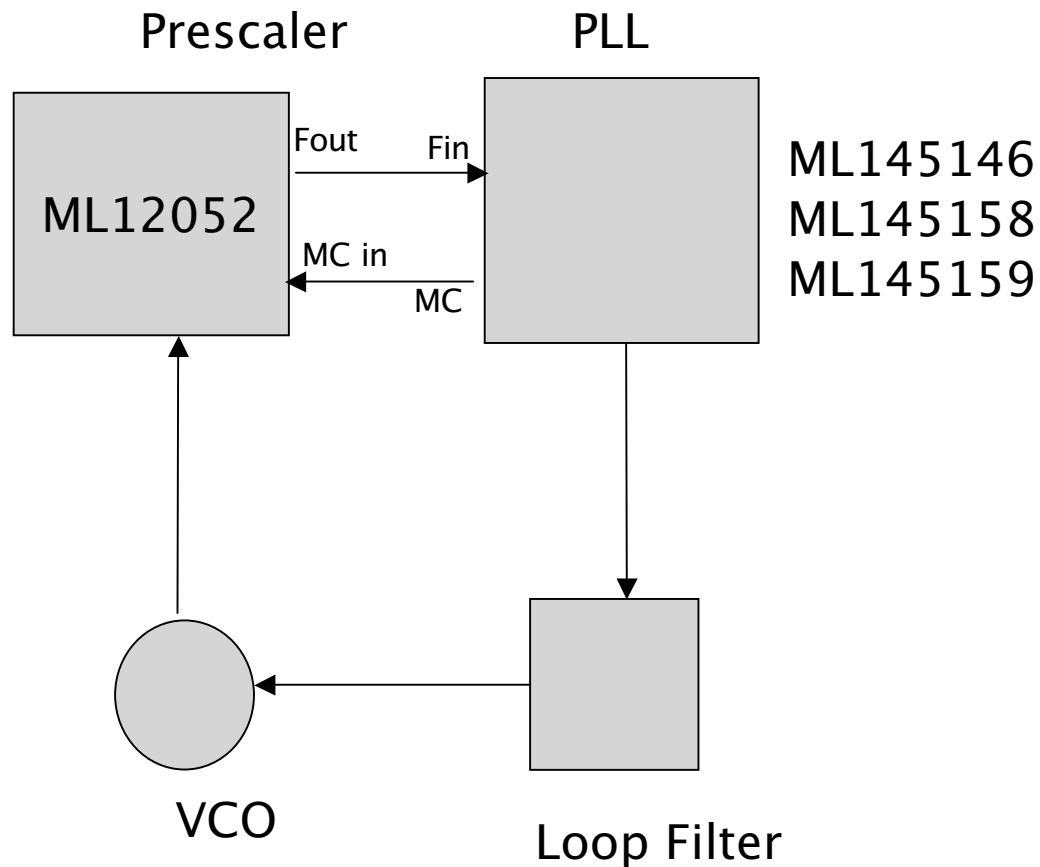 Prescaler
PLL
Fout
Fin
ML12052
MC in
MC
ML145146
ML145158
ML145159
VCO
Loop Filter